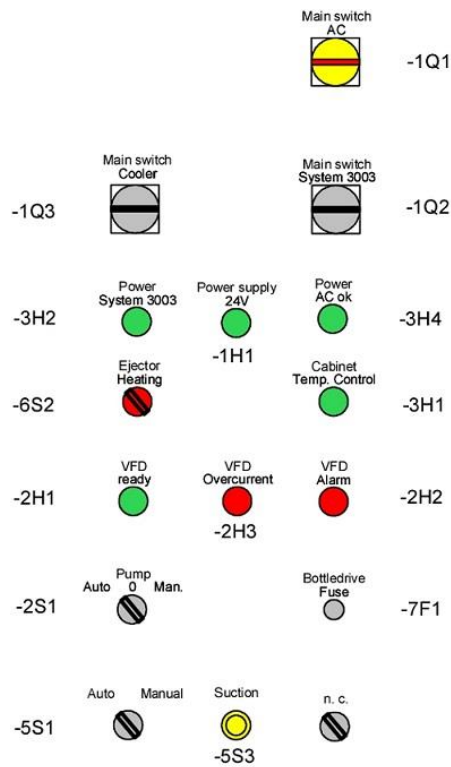 Main switch
AC
-1Q1
Main switch
Cooler
Main switch
System 3003
-1Q3
-1Q2
Power
System 3003
Power supply
24V
Power
AC ok
-3H2
-3H4
-1H1
Ejector
Heating
Cabinet
Temp. Control
-6S2
-3H1
VFD
ready
VFD
Overcurrent
VFD
Alarm
-2H1
-2H2
-2H3
Pump
Auto 0 Man.
Bottledrive
Fuse
-2S1
-7F1
Auto Manual
Suction
n. c.
-5S1
-5S3